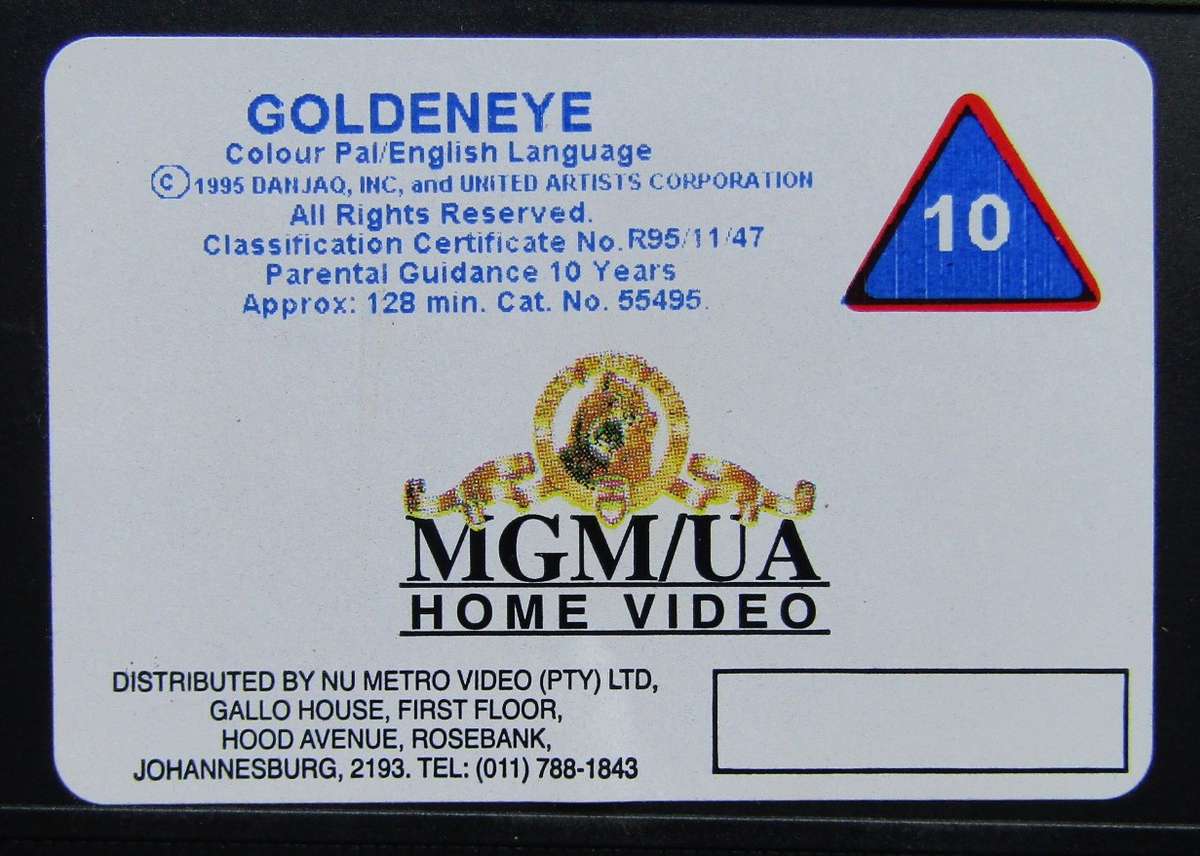 GOLDENEYE
Colour Pal/English Language
©1995 DANJAQ, INC, and UNITED ARTISTS CORPORATION
All Rights Reserved.
Classification Certificate No. R95/11/47
Parental Guidance 10 Years
Approx: 128 min. Cat. No. 55495.
10
MGM/UA
HOME VIDEO
DISTRIBUTED BY NU METRO VIDEO (PTY) LTD,
GALLO HOUSE, FIRST FLOOR,
HOOD AVENUE, ROSEBANK,
JOHANNESBURG, 2193. TEL: (011) 788-1843